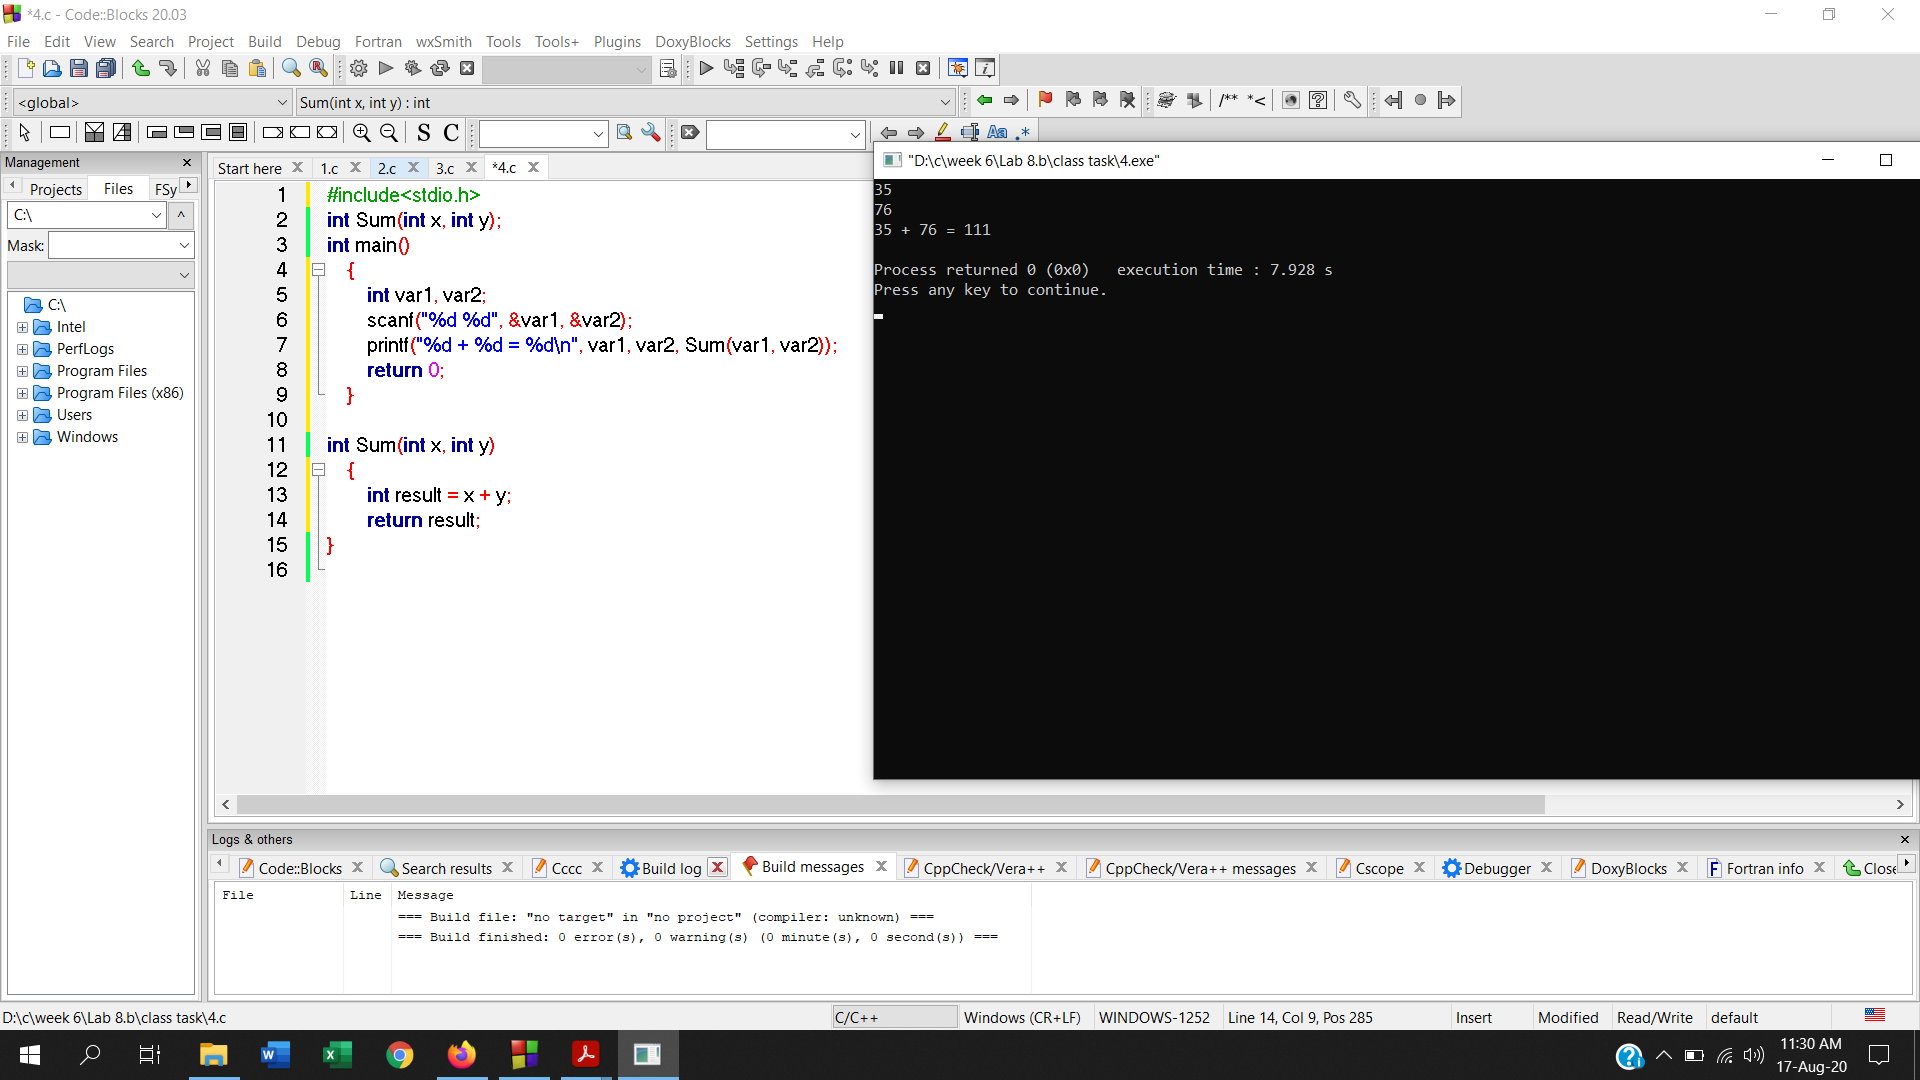 *4.c - Code::Blocks 20.03
File Edit View Search Project Build Debug Fortran wxSmith Tools Tools+ Plugins DoxyBlocks Settings Help
<global> Sum(int x, int y) : int
/** *<
S C
Aa .*
Management
Projects Files FSy
C:\
Mask:
C:\
Intel
PerfLogs
Program Files
Program Files (x86)
Users
Windows
Start here 1.c 2.c 3.c *4.c
1 #include<stdio.h>
2 int Sum(int x, int y);
3 int main()
4 {
5 int var1, var2;
6 scanf("%d %d", &var1, &var2);
7 printf("%d + %d = %d\n", var1, var2, Sum(var1, var2));
8 return 0;
9 }
10
11 int Sum(int x, int y)
12 {
13 int result = x + y;
14 return result;
15 }
16
"D:\c\week 6\Lab 8.b\class task\4.exe"
35
76
35 + 76 = 111
Process returned 0 (0x0)   execution time : 7.928 s
Press any key to continue.
Logs & others
Code::Blocks Search results Cccc Build log Build messages CppCheck/Vera++ CppCheck/Vera++ messages Cscope Debugger DoxyBlocks Fortran info Close
File Line Message
=== Build file: "no target" in "no project" (compiler: unknown) ===
=== Build finished: 0 error(s), 0 warning(s) (0 minute(s), 0 second(s)) ===
D:\c\week 6\Lab 8.b\class task\4.c C/C++ Windows (CR+LF) WINDOWS-1252 Line 14, Col 9, Pos 285 Insert Modified Read/Write default
11:30 AM
17-Aug-20